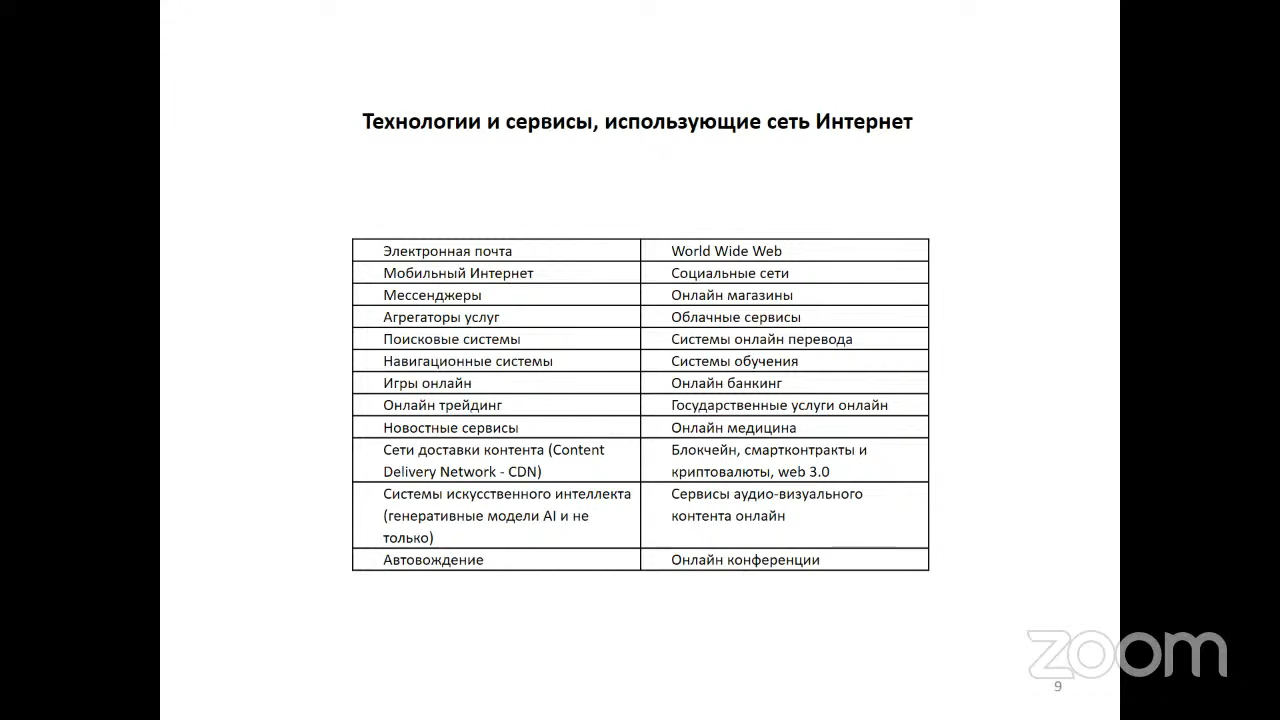 Технологии и сервисы, использующие сеть Интернет
Электронная почта
World Wide Web
Мобильный Интернет
Социальные сети
Мессенджеры
Онлайн магазины
Агрегаторы услуг
Облачные сервисы
Поисковые системы
Системы онлайн перевода
Навигационные системы
Системы обучения
Игры онлайн
Онлайн банкинг
Онлайн трейдинг
Государственные услуги онлайн
Новостные сервисы
Онлайн медицина
Сети доставки контента (Content
Delivery Network - CDN)
Блокчейн, смартконтракты и
криптовалюты, web 3.0
Системы искусственного интеллекта
(генеративные модели AI и не
только)
Сервисы аудио-визуального
контента онлайн
Автовождение
Онлайн конференции
zoom
9